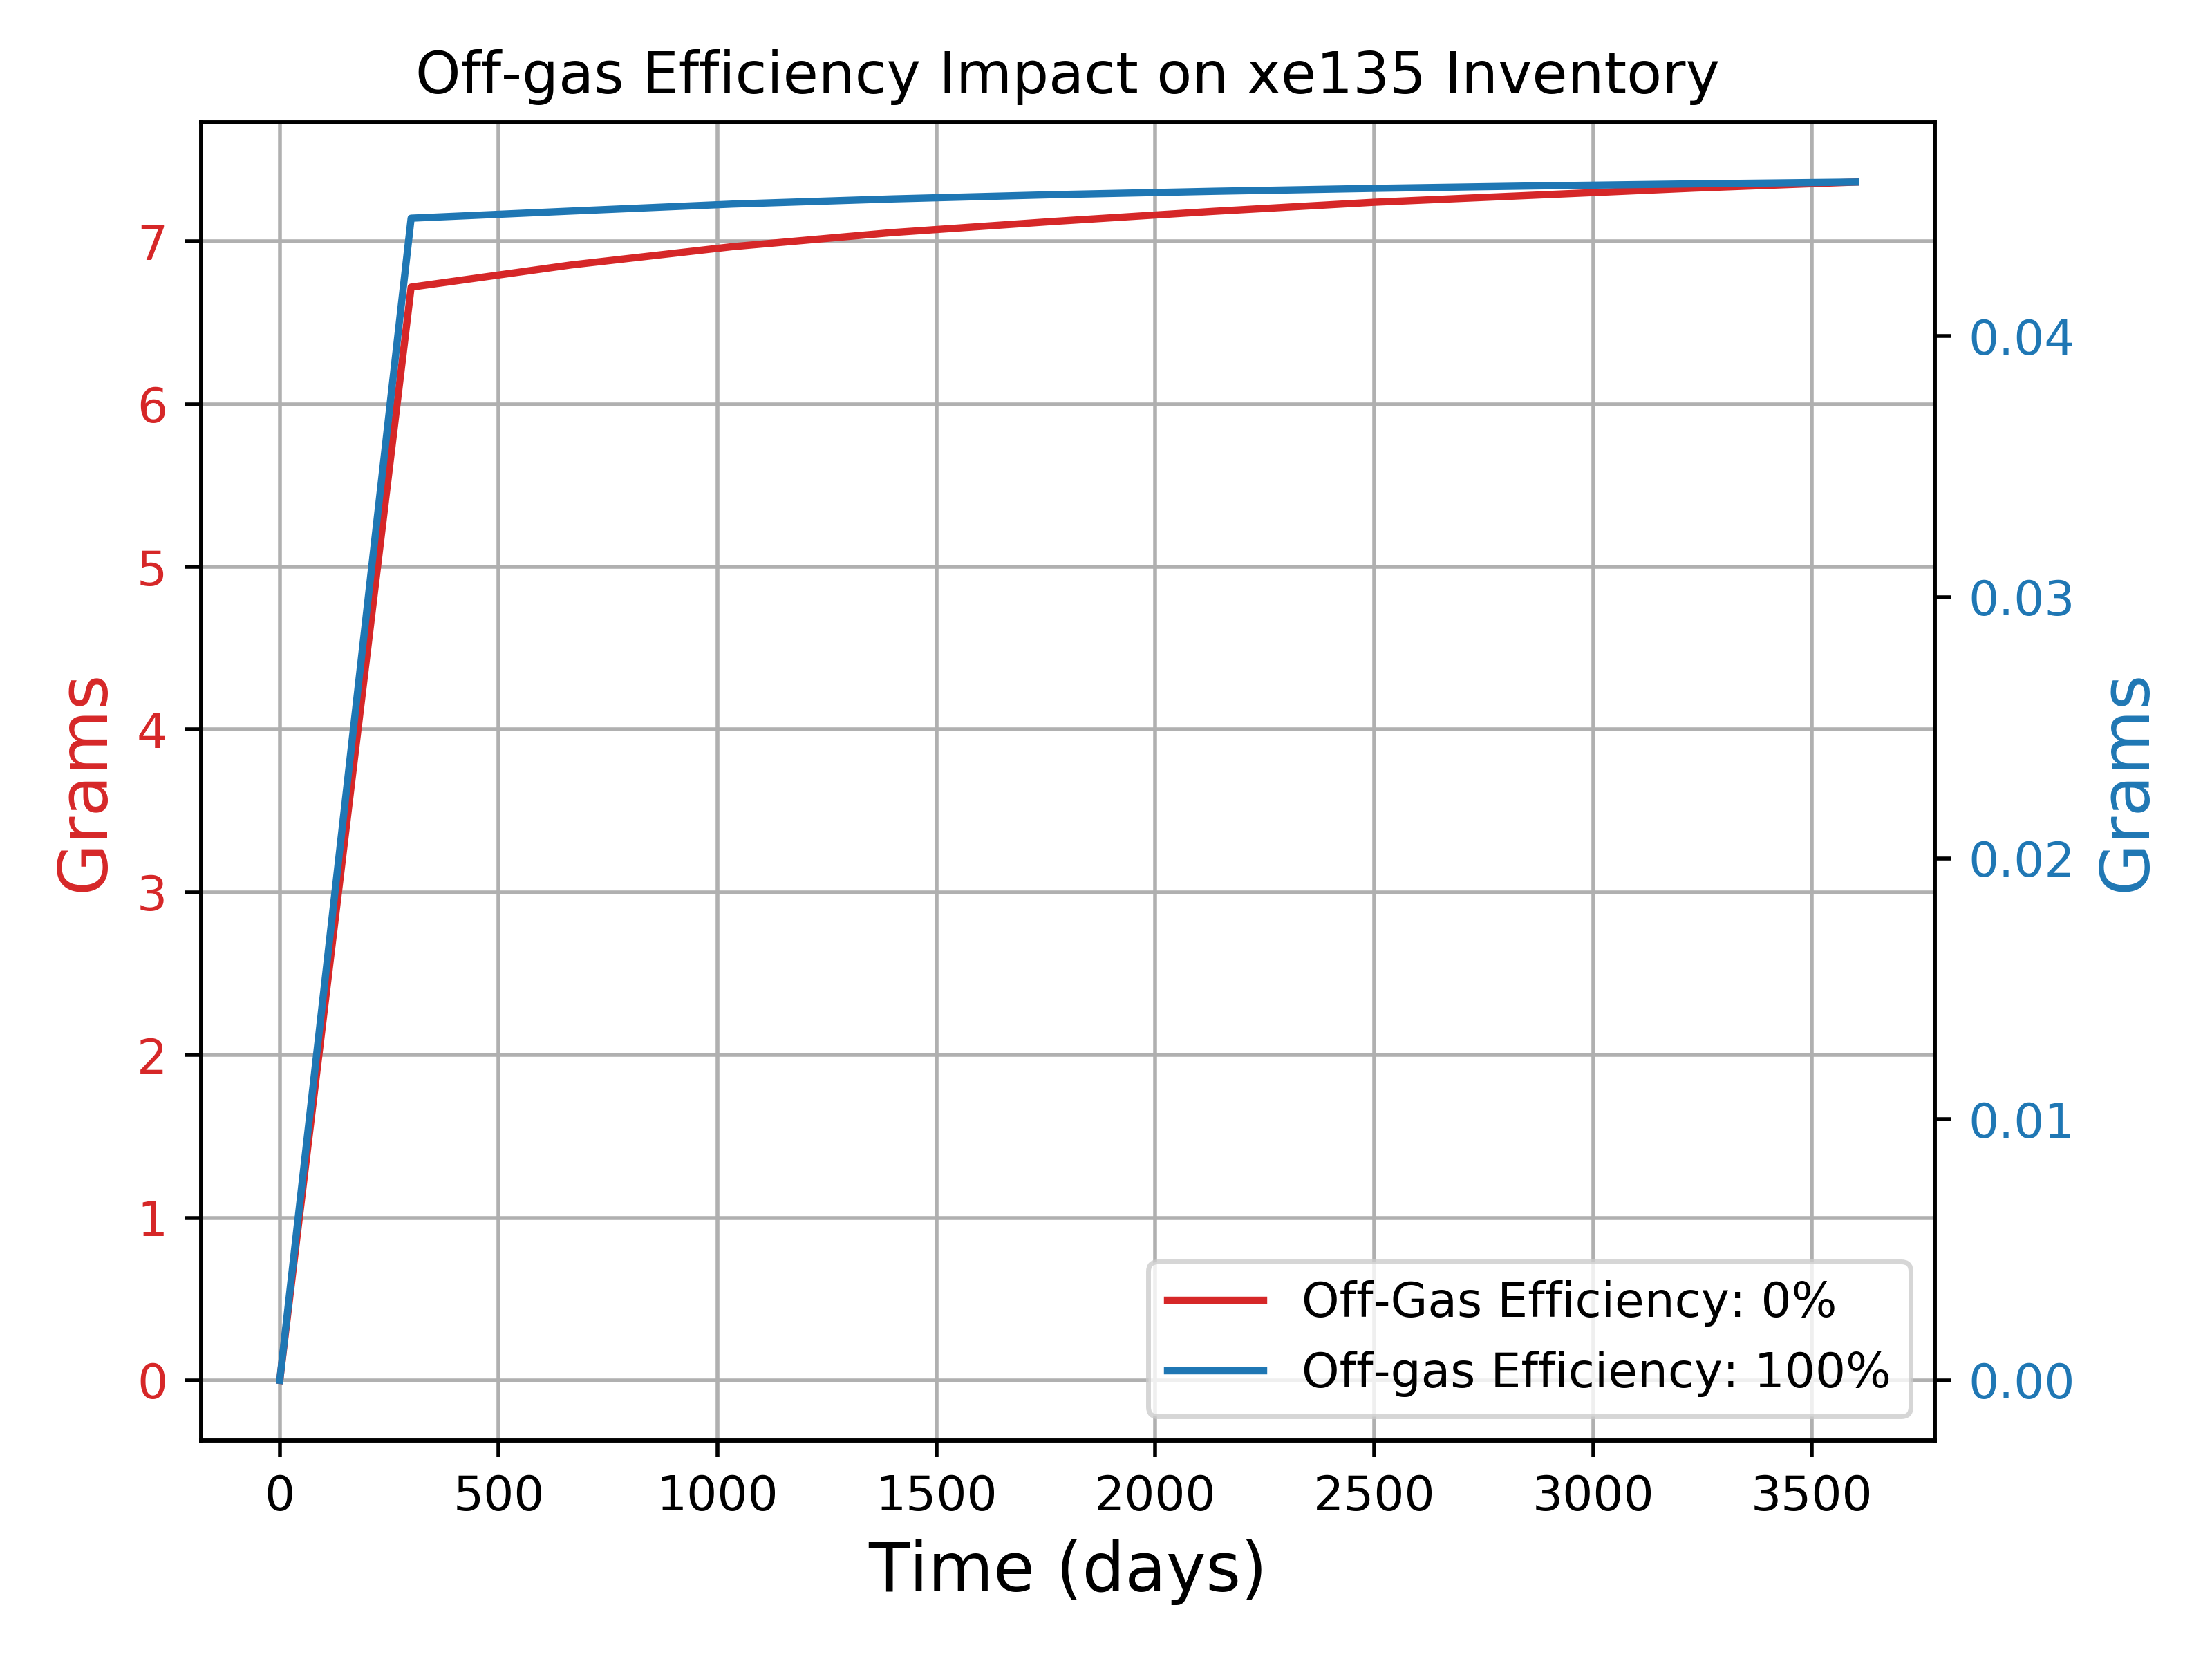 Off-gas Efficiency Impact on xe135 Inventory
7
6
5
4
3
2
1
0
Grams
0.04
0.03
0.02
0.01
0.00
Grams
Off-Gas Efficiency: 0%
Off-gas Efficiency: 100%
0 500 1000 1500 2000 2500 3000 3500
Time (days)